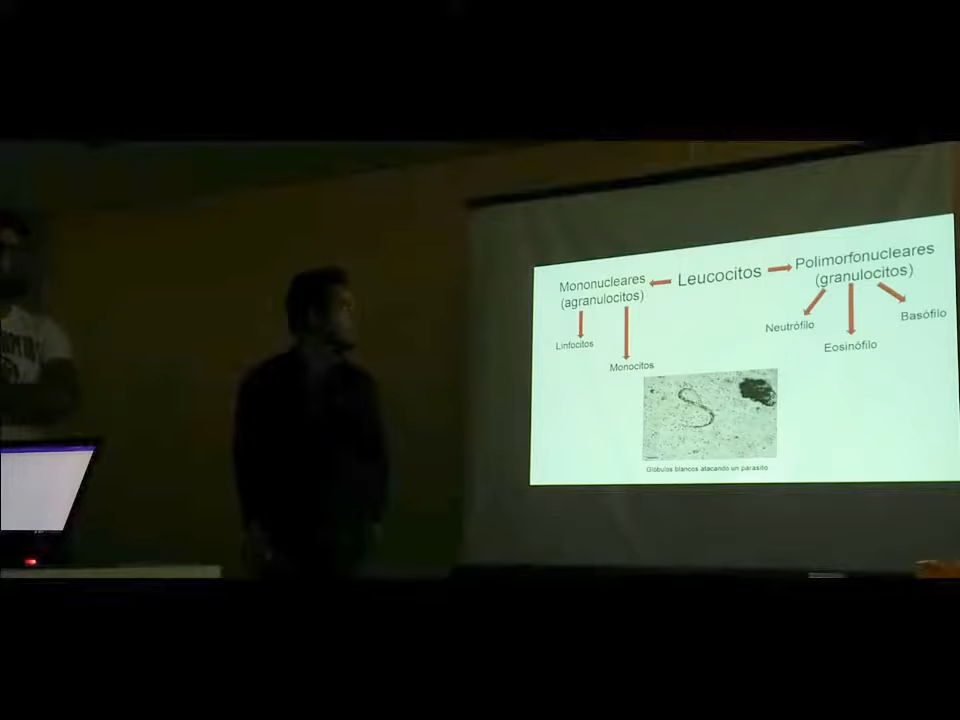 Leucocitos
Mononucleares
(agranulocitos)
Linfocitos
Monocitos
Polimorfonucleares
(granulocitos)
Neutrófilo
Eosinófilo
Basófilo
Glóbulos blancos atacando un parasito